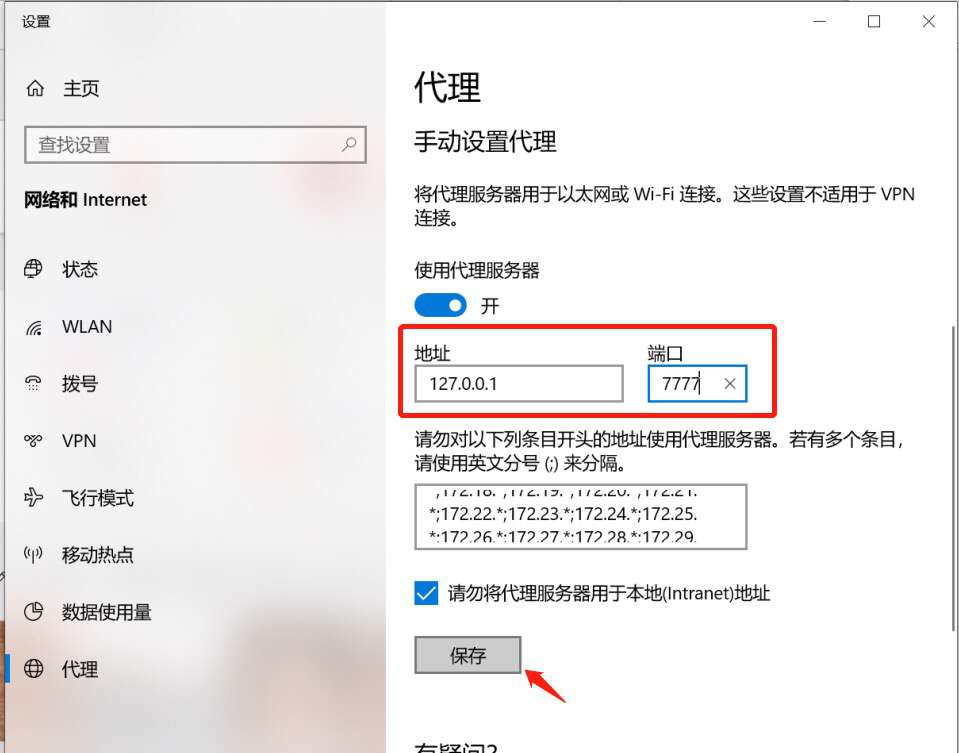 设置
主页
查找设置
网络和 Internet
状态
WLAN
拨号
VPN
飞行模式
移动热点
数据使用量
代理
代理
手动设置代理
将代理服务器用于以太网或 Wi-Fi 连接。这些设置不适用于 VPN
连接。
使用代理服务器
开
地址
端口
127.0.0.1
7777
请勿对以下列条目开头的地址使用代理服务器。若有多个条目，
请使用英文分号 (;) 来分隔。
*;172.18.*;172.19.*;172.20.*;172.21.
*;172.22.*;172.23.*;172.24.*;172.25.
*;172.26.*;172.27.*;172.28.*;172.29.
请勿将代理服务器用于本地(Intranet)地址
保存
有疑问?